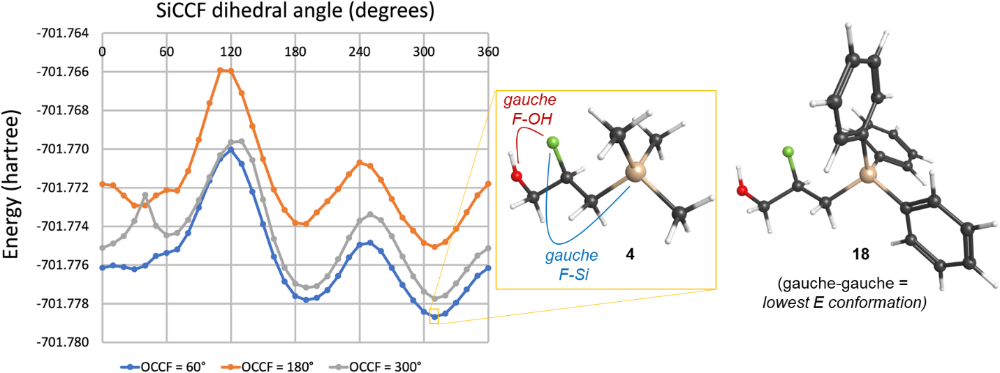 SiCCF dihedral angle (degrees)
Energy (hartree)
-701.764
-701.766
-701.768
-701.770
-701.772
-701.774
-701.776
-701.778
-701.780
0 60 120 180 240 300 360
OCCF = 60° OCCF = 180° OCCF = 300°
gauche
F-OH
gauche
F-Si
4
18
(gauche-gauche =
lowest E conformation)